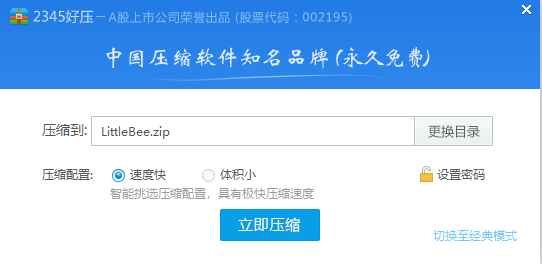 2345好压－A股上市公司荣誉出品 (股票代码：002195)
中国压缩软件知名品牌(永久免费)
压缩到: LittleBee.zip 更换目录
压缩配置: 速度快 体积小 设置密码
智能挑选压缩配置，具有极快压缩速度
立即压缩
切换至经典模式